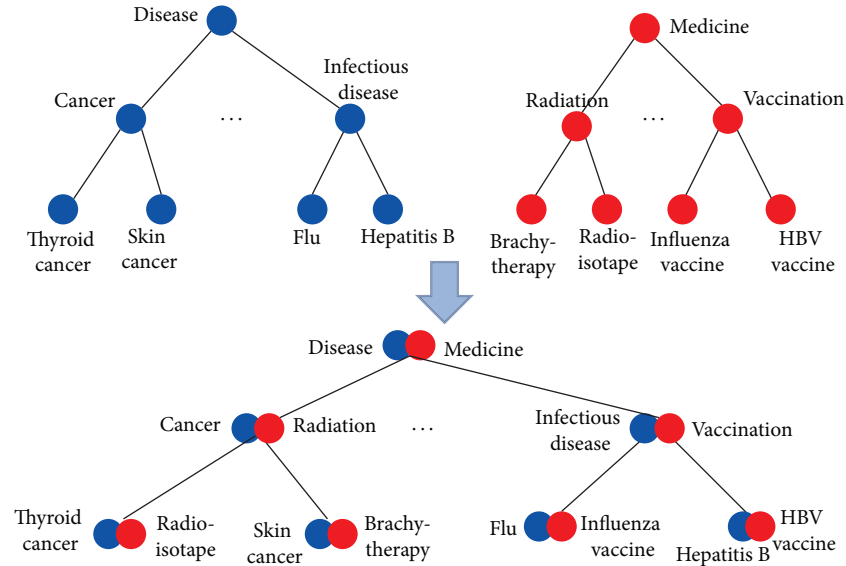 Disease
Cancer
...
Infectious
disease
Thyroid
cancer
Skin
cancer
Flu
Hepatitis B
Medicine
Radiation
...
Vaccination
Brachy-
therapy
Radio-
isotape
Influenza
vaccine
HBV
vaccine
Disease
Medicine
Cancer
Radiation
...
Infectious
disease
Vaccination
Thyroid
cancer
Radio-
isotape
Skin
cancer
Brachy-
therapy
Flu
Influenza
vaccine
Hepatitis B
HBV
vaccine